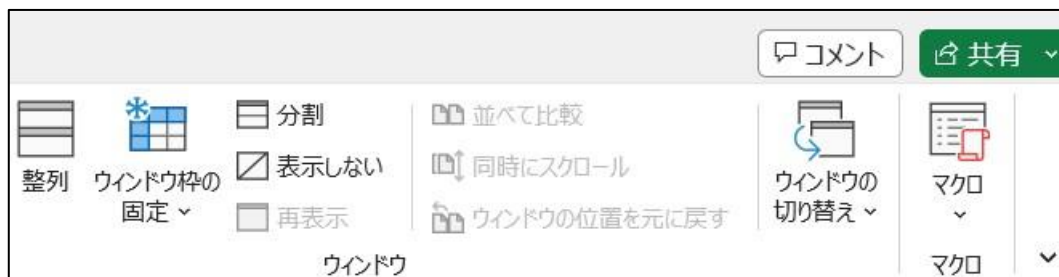 コメント
共有
整列
ウィンドウ枠の
固定
分割
表示しない
再表示
並べて比較
同時にスクロール
ウィンドウの位置を元に戻す
ウィンドウの
切り替え
マクロ
ウィンドウ
マクロ